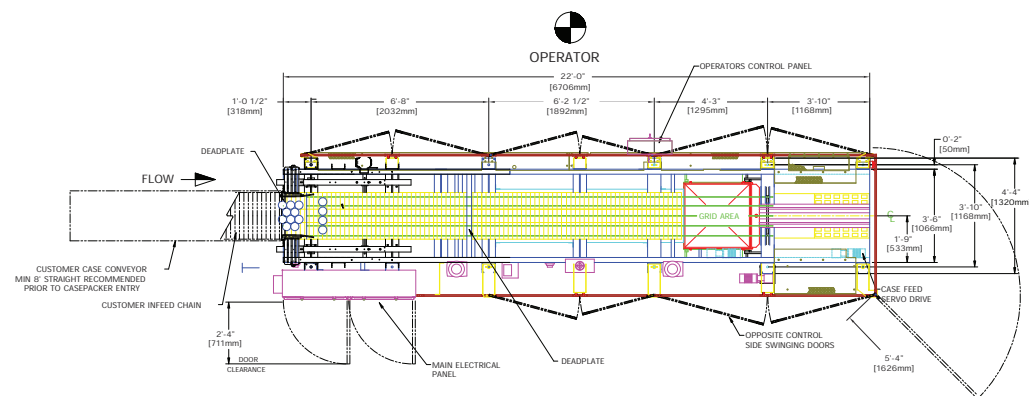 OPERATOR
OPERATORS CONTROL PANEL
22'-0"
[6706mm]
1'-0 1/2"
[318mm]
6'-8"
[2032mm]
6'-2 1/2"
[1892mm]
4'-3"
[1295mm]
3'-10"
[1168mm]
0'-2"
[50mm]
DEADPLATE
FLOW
4'-4"
[1320mm]
3'-10"
[1168mm]
3'-6"
[1066mm]
1'-9"
[533mm]
GRID AREA
CUSTOMER CASE CONVEYOR
MIN 8' STRAIGHT RECOMMENDED
PRIOR TO CASEPACKER ENTRY
CUSTOMER INFEED CHAIN
CASE FEED
SERVO DRIVE
2'-4"
[711mm]
DOOR
CLEARANCE
MAIN ELECTRICAL
PANEL
DEADPLATE
OPPOSITE CONTROL
SIDE SWINGING DOORS
5'-4"
[1626mm]